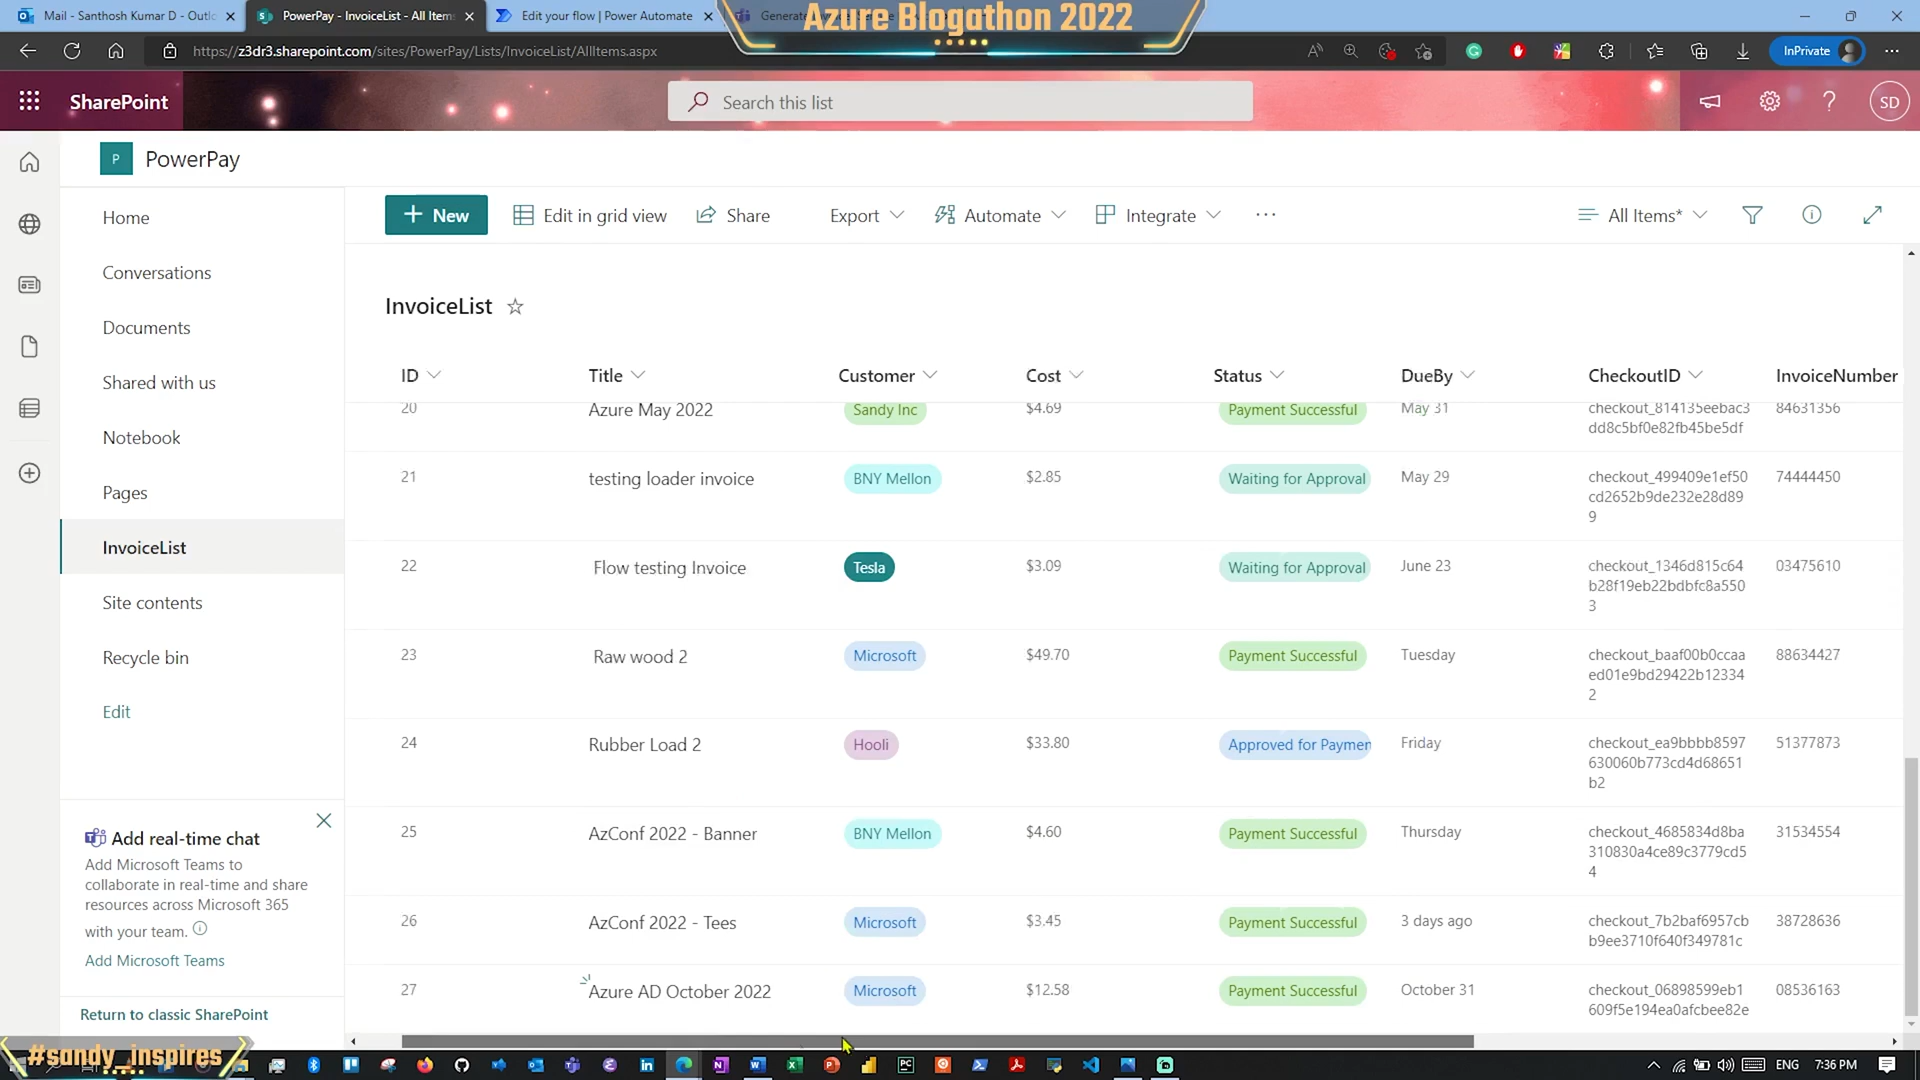 Mail - Santhosh Kumar D - Outlo
PowerPay - InvoiceList - All Items
Edit your flow | Power Automate
Azure Blogathon 2022
https://z3dr3.sharepoint.com/sites/PowerPay/Lists/InvoiceList/AllItems.aspx
InPrivate
SharePoint
Search this list
SD
P
PowerPay
Home
Conversations
Documents
Shared with us
Notebook
Pages
InvoiceList
Site contents
Recycle bin
Edit
Add real-time chat
Add Microsoft Teams to
collaborate in real-time and share
resources across Microsoft 365
with your team.
Add Microsoft Teams
Return to classic SharePoint
New
Edit in grid view
Share
Export
Automate
Integrate
All Items*
InvoiceList
ID Title Customer Cost Status DueBy CheckoutID InvoiceNumber
20 Azure May 2022 Sandy Inc $4.69 Payment Successful May 31 checkout_814135eebac3 84631356
dd8c5bf0e82fb45be5df
21 testing loader invoice BNY Mellon $2.85 Waiting for Approval May 29 checkout_499409e1ef50 74444450
cd2652b9de232e28d89
9
22 Flow testing Invoice Tesla $3.09 Waiting for Approval June 23 checkout_1346d815c64 03475610
b28f19eb22bdbfc8a550
3
23 Raw wood 2 Microsoft $49.70 Payment Successful Tuesday checkout_baaf00b0ccaa 88634427
ed01e9bd29422b12334
2
24 Rubber Load 2 Hooli $33.80 Approved for Paymen Friday checkout_ea9bbbb8597 51377873
630060b773cd4d68651
b2
25 AzConf 2022 - Banner BNY Mellon $4.60 Payment Successful Thursday checkout_4685834d8ba 31534554
310830a4ce89c3779cd5
4
26 AzConf 2022 - Tees Microsoft $3.45 Payment Successful 3 days ago checkout_7b2baf6957cb 38728636
b9ee3710f640f349781c
27 Azure AD October 2022 Microsoft $12.58 Payment Successful October 31 checkout_06898599eb1 08536163
609f5e194ea0afcbee82e
#sandy_inspires
ENG
7:36 PM